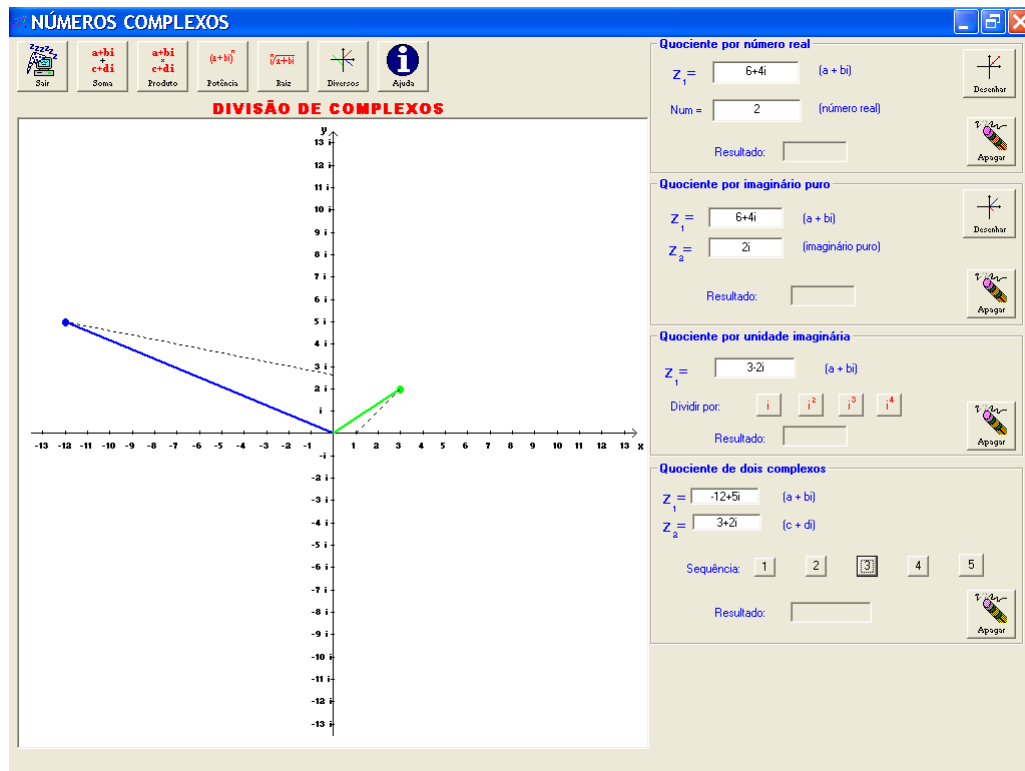 NÚMEROS COMPLEXOS
zzzzz
Sair
a+bi
+
c+di
Soma
a+bi
×
c+di
Produto
(a+bi)ⁿ
Potência
ⁿ√a+bi
Raiz
Diversos
Ajuda
DIVISÃO DE COMPLEXOS
y
13 i
12 i
11 i
10 i
9 i
8 i
7 i
6 i
5 i
4 i
3 i
2 i
i
-13 -12 -11 -10 -9 -8 -7 -6 -5 -4 -3 -2 -1 1 2 3 4 5 6 7 8 9 10 11 12 13 x
-i
-2 i
-3 i
-4 i
-5 i
-6 i
-7 i
-8 i
-9 i
-10 i
-11 i
-12 i
-13 i
Quociente por número real
Z₁= 6+4i (a + bi)
Desenhar
Num = 2 (número real)
Resultado:
Apagar
Quociente por imaginário puro
Z₁= 6+4i (a + bi)
Desenhar
Z₂= 2i (imaginário puro)
Resultado:
Apagar
Quociente por unidade imaginária
Z₁= 3-2i (a + bi)
Dividir por: i i² i³ i⁴
Resultado:
Apagar
Quociente de dois complexos
Z₁= -12+5i (a + bi)
Z₂= 3+2i (c + di)
Sequência: 1 2 3 4 5
Resultado:
Apagar